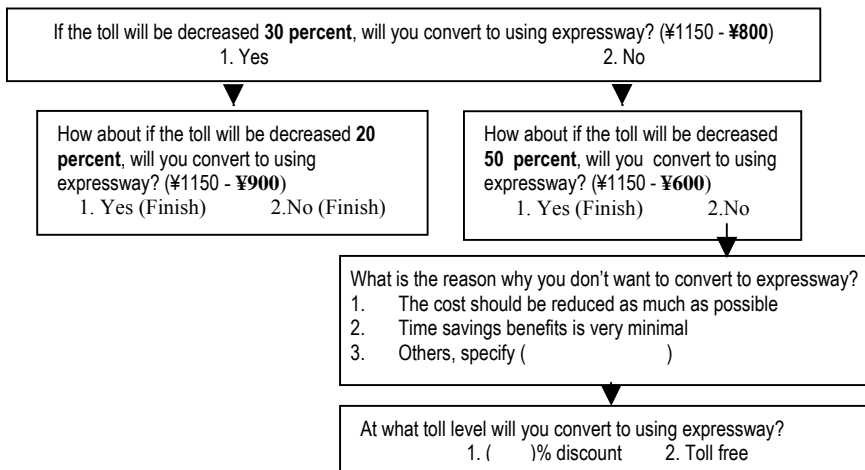 If the toll will be decreased 30 percent, will you convert to using expressway? (¥1150 - ¥800)
1. Yes 2. No
How about if the toll will be decreased 20
percent, will you convert to using
expressway? (¥1150 - ¥900)
1. Yes (Finish) 2.No (Finish)
How about if the toll will be decreased
50 percent, will you convert to using
expressway? (¥1150 - ¥600)
1. Yes (Finish) 2.No
What is the reason why you don't want to convert to expressway?
1. The cost should be reduced as much as possible
2. Time savings benefits is very minimal
3. Others, specify ( )
At what toll level will you convert to using expressway?
1. ( )% discount 2. Toll free